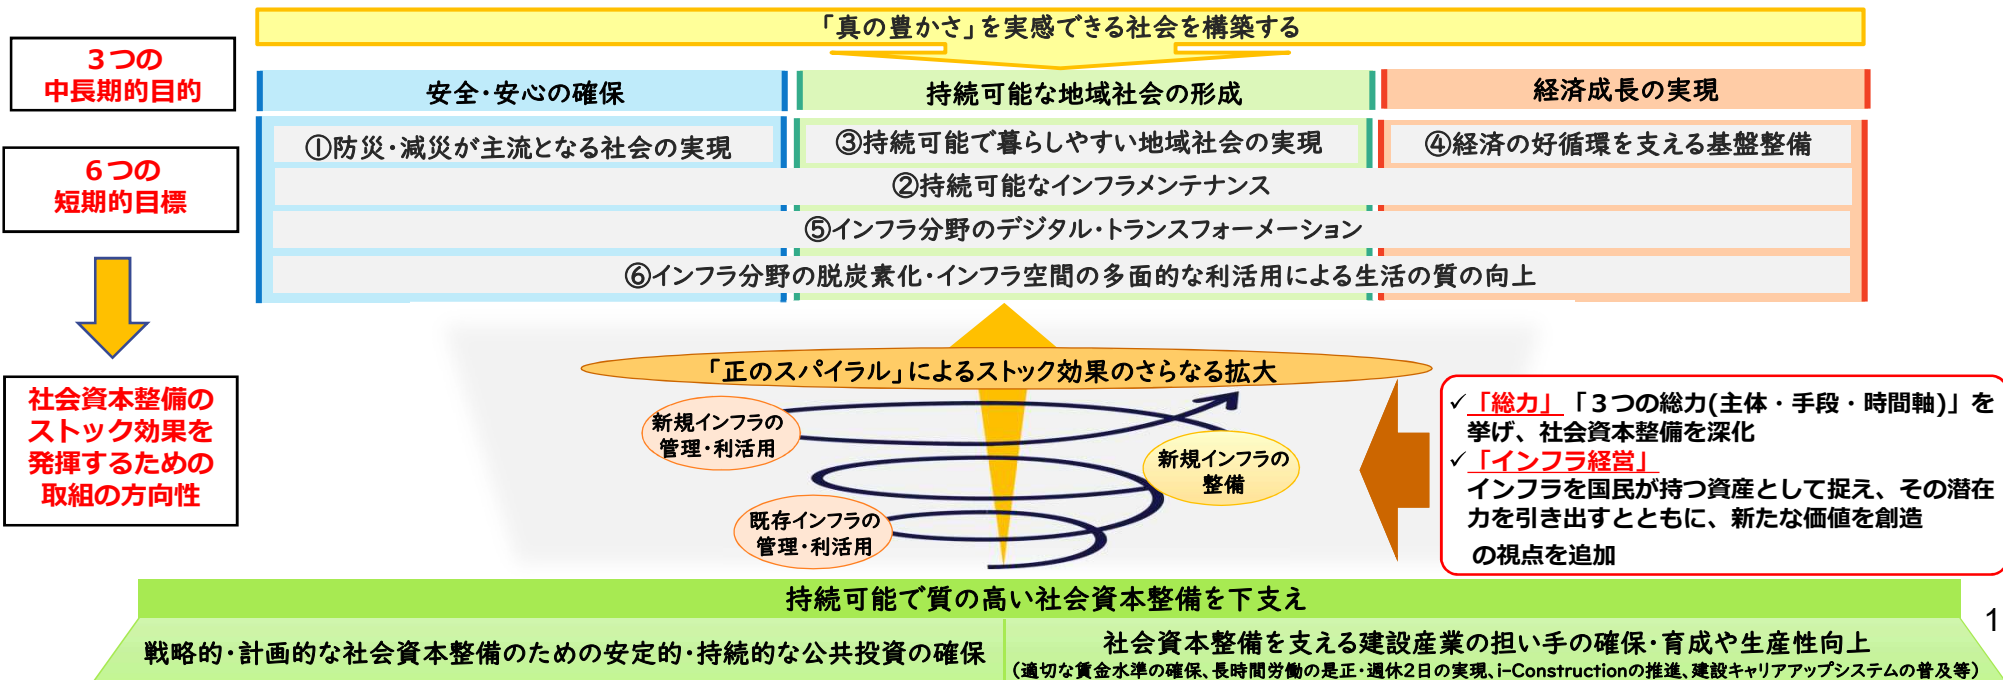 「真の豊かさ」を実感できる社会を構築する
3つの
中長期的目的
安全・安心の確保
持続可能な地域社会の形成
経済成長の実現
6つの
短期的目標
①防災・減災が主流となる社会の実現
③持続可能で暮らしやすい地域社会の実現
④経済の好循環を支える基盤整備
②持続可能なインフラメンテナンス
⑤インフラ分野のデジタル・トランスフォーメーション
⑥インフラ分野の脱炭素化・インフラ空間の多面的な利活用による生活の質の向上
社会資本整備の
ストック効果を
発揮するための
取組の方向性
「正のスパイラル」によるストック効果のさらなる拡大
新規インフラの
管理・利活用
新規インフラの
整備
既存インフラの
管理・利活用
✓「総力」「3つの総力(主体・手段・時間軸)」を
挙げ、社会資本整備を深化
✓「インフラ経営」
インフラを国民が持つ資産として捉え、その潜在
力を引き出すとともに、新たな価値を創造
の視点を追加
持続可能で質の高い社会資本整備を下支え
1
戦略的・計画的な社会資本整備のための安定的・持続的な公共投資の確保
社会資本整備を支える建設産業の担い手の確保・育成や生産性向上
(適切な賃金水準の確保、長時間労働の是正・週休2日の実現、i-Constructionの推進、建設キャリアアップシステムの普及等)